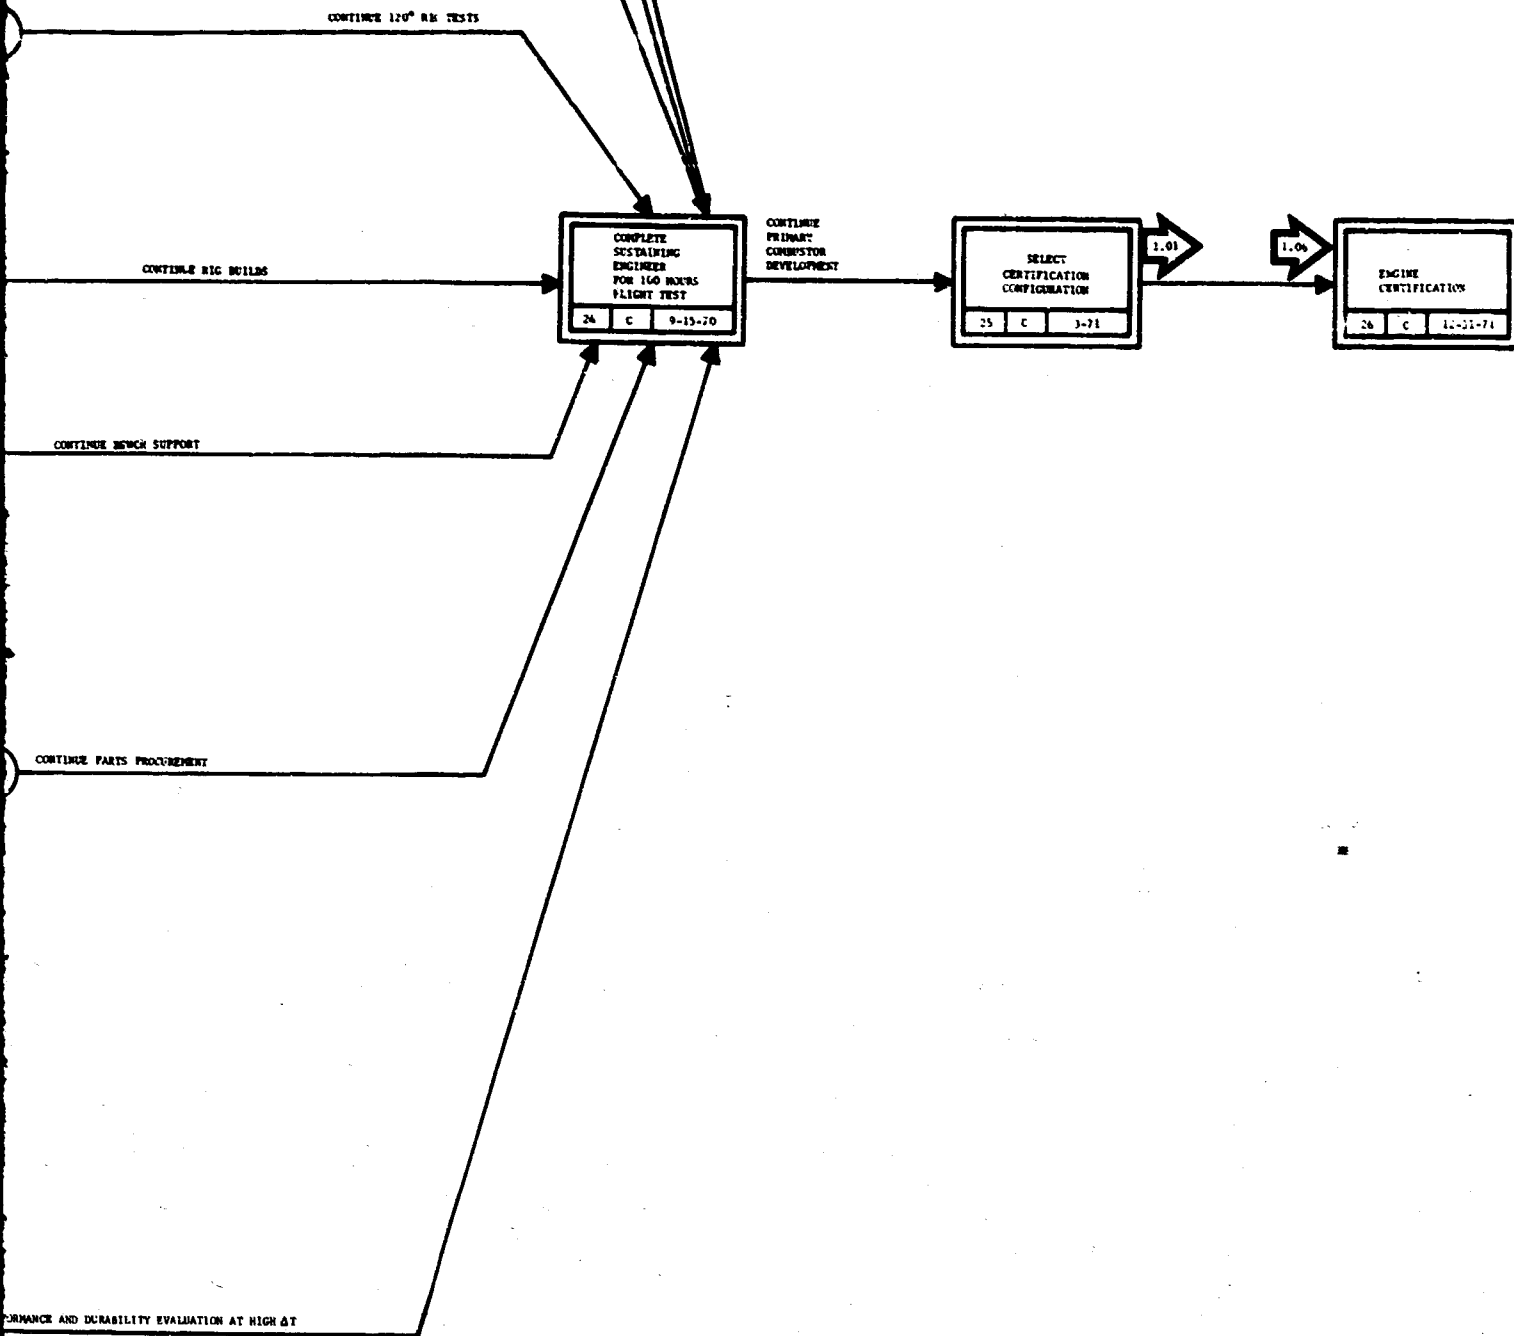 CONTINUE 120° RIG TESTS
CONTINUE RIG BUILDS
COMPLETE
SUSTAINING
ENGINEER
FOR 100 HOURS
FLIGHT TEST
C 9-15-70
CONTINUE
PRIMARY
COMBUSTOR
DEVELOPMENT
SELECT
CERTIFICATION
CONFIGURATION
25 C 3-71
1.01
1.06
ENGINE
CERTIFICATION
26 C
CONTINUE BENCH SUPPORT
CONTINUE PARTS PROCUREMENT
ORMANCE AND DURABILITY EVALUATION AT HIGH ΔT